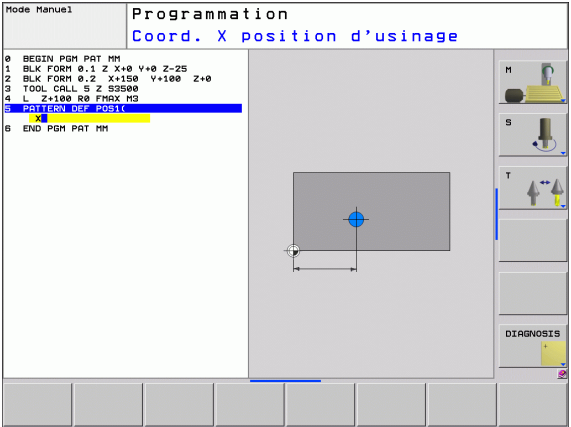 Mode Manuel
Programmation
Coord. X position d'usinage
0 BEGIN PGM PAT MM
1 BLK FORM 0.1 Z X+0 Y+0 Z-25
2 BLK FORM 0.2 X+150 Y+100 Z+0
3 TOOL CALL 5 Z S3500
4 L Z+100 R0 FMAX M3
5 PATTERN DEF POS1(
X
6 END PGM PAT MM
M
S
T
DIAGNOSIS